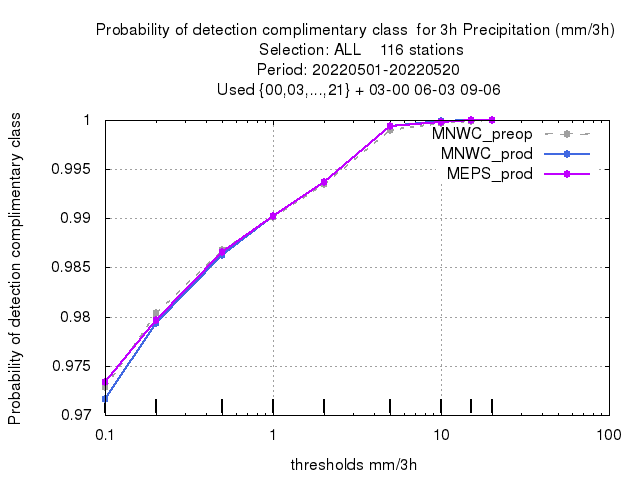 Probability of detection complimentary class  for 3h Precipitation (mm/3h)
Selection: ALL    116 stations
Period: 20220501-20220520
Used {00,03,...,21} + 03-00 06-03 09-06
Probability of detection complimentary class
1
0.995
0.99
0.985
0.98
0.975
0.97
MNWC_preop
MNWC_prod
MEPS_prod
0.1
1
10
100
thresholds mm/3h